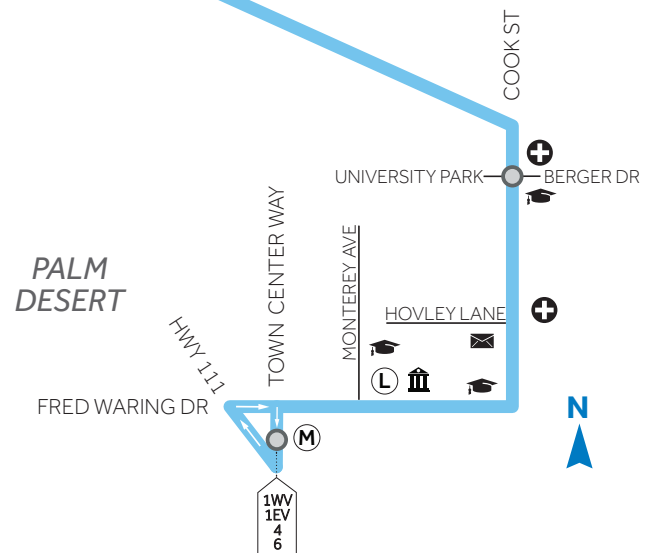 COOK ST
UNIVERSITY PARK
BERGER DR
PALM
DESERT
TOWN CENTER WAY
MONTEREY AVE
HOVLEY LANE
HWY 111
L
FRED WARING DR
M
N
1WV
1EV
4
6